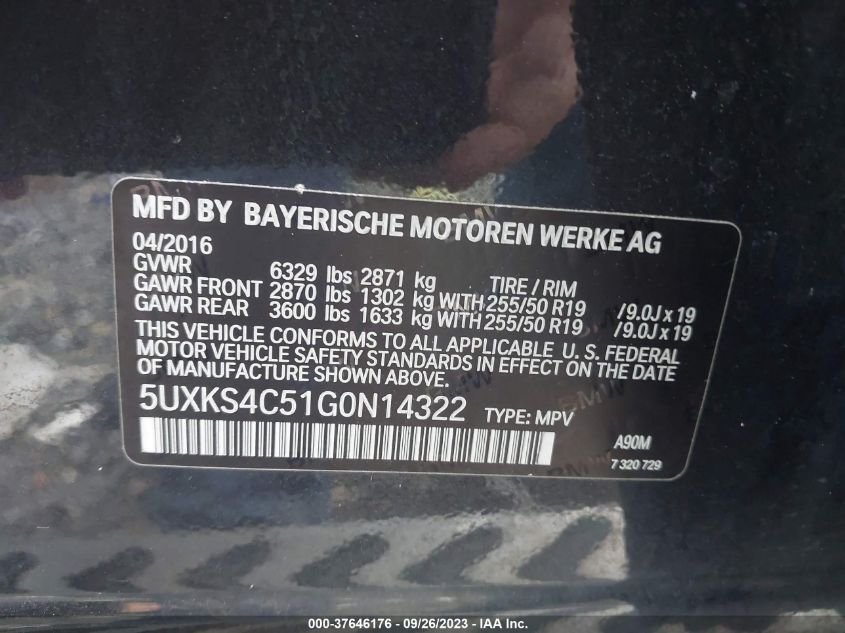 MFD BY BAYERISCHE MOTOREN WERKE AG
04/2016
GVWR 6329 lbs 2871 kg TIRE / RIM
GAWR FRONT 2870 lbs 1302 kg WITH 255/50 R19 /9.0J x 19
GAWR REAR 3600 lbs 1633 kg WITH 255/50 R19 /9.0J x 19
THIS VEHICLE CONFORMS TO ALL APPLICABLE U. S. FEDERAL
MOTOR VEHICLE SAFETY STANDARDS IN EFFECT ON THE DATE
OF MANUFACTURE SHOWN ABOVE.
5UXKS4C51G0N14322 TYPE: MPV
A90M
7 320 729
000-37646176 - 09/26/2023 - IAA Inc.